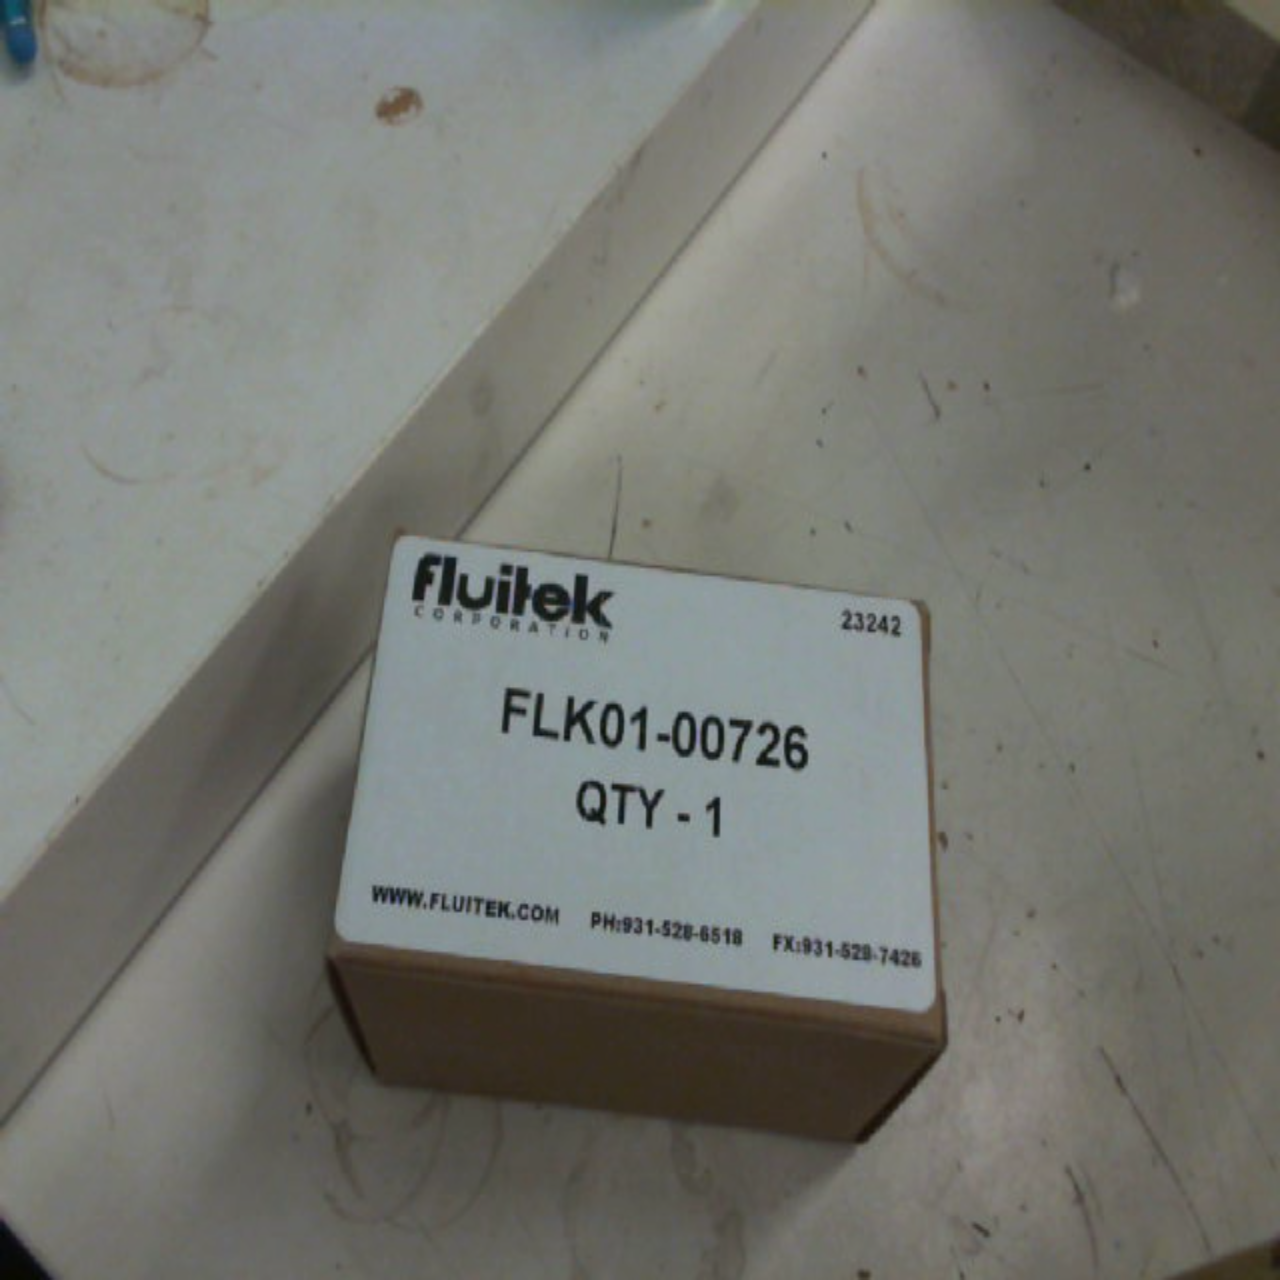 fluitek
CORPORATION
23242
FLK01-00726
QTY - 1
WWW.FLUITEK.COM PH:931-528-6518 FX:931-528-7426